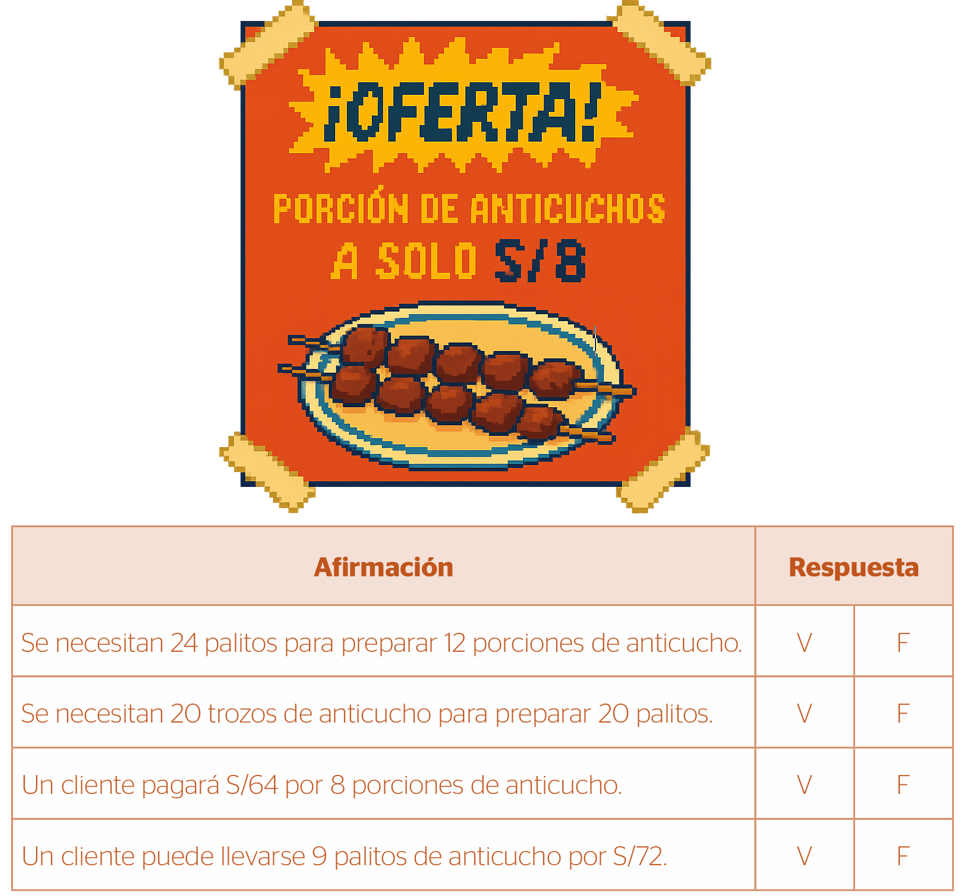 ¡OFERTA!
PORCIÓN DE ANTICUCHOS
A SOLO S/8
Afirmación Respuesta
Se necesitan 24 palitos para preparar 12 porciones de anticucho. V F
Se necesitan 20 trozos de anticucho para preparar 20 palitos. V F
Un cliente pagará S/64 por 8 porciones de anticucho. V F
Un cliente puede llevarse 9 palitos de anticucho por S/72. V F